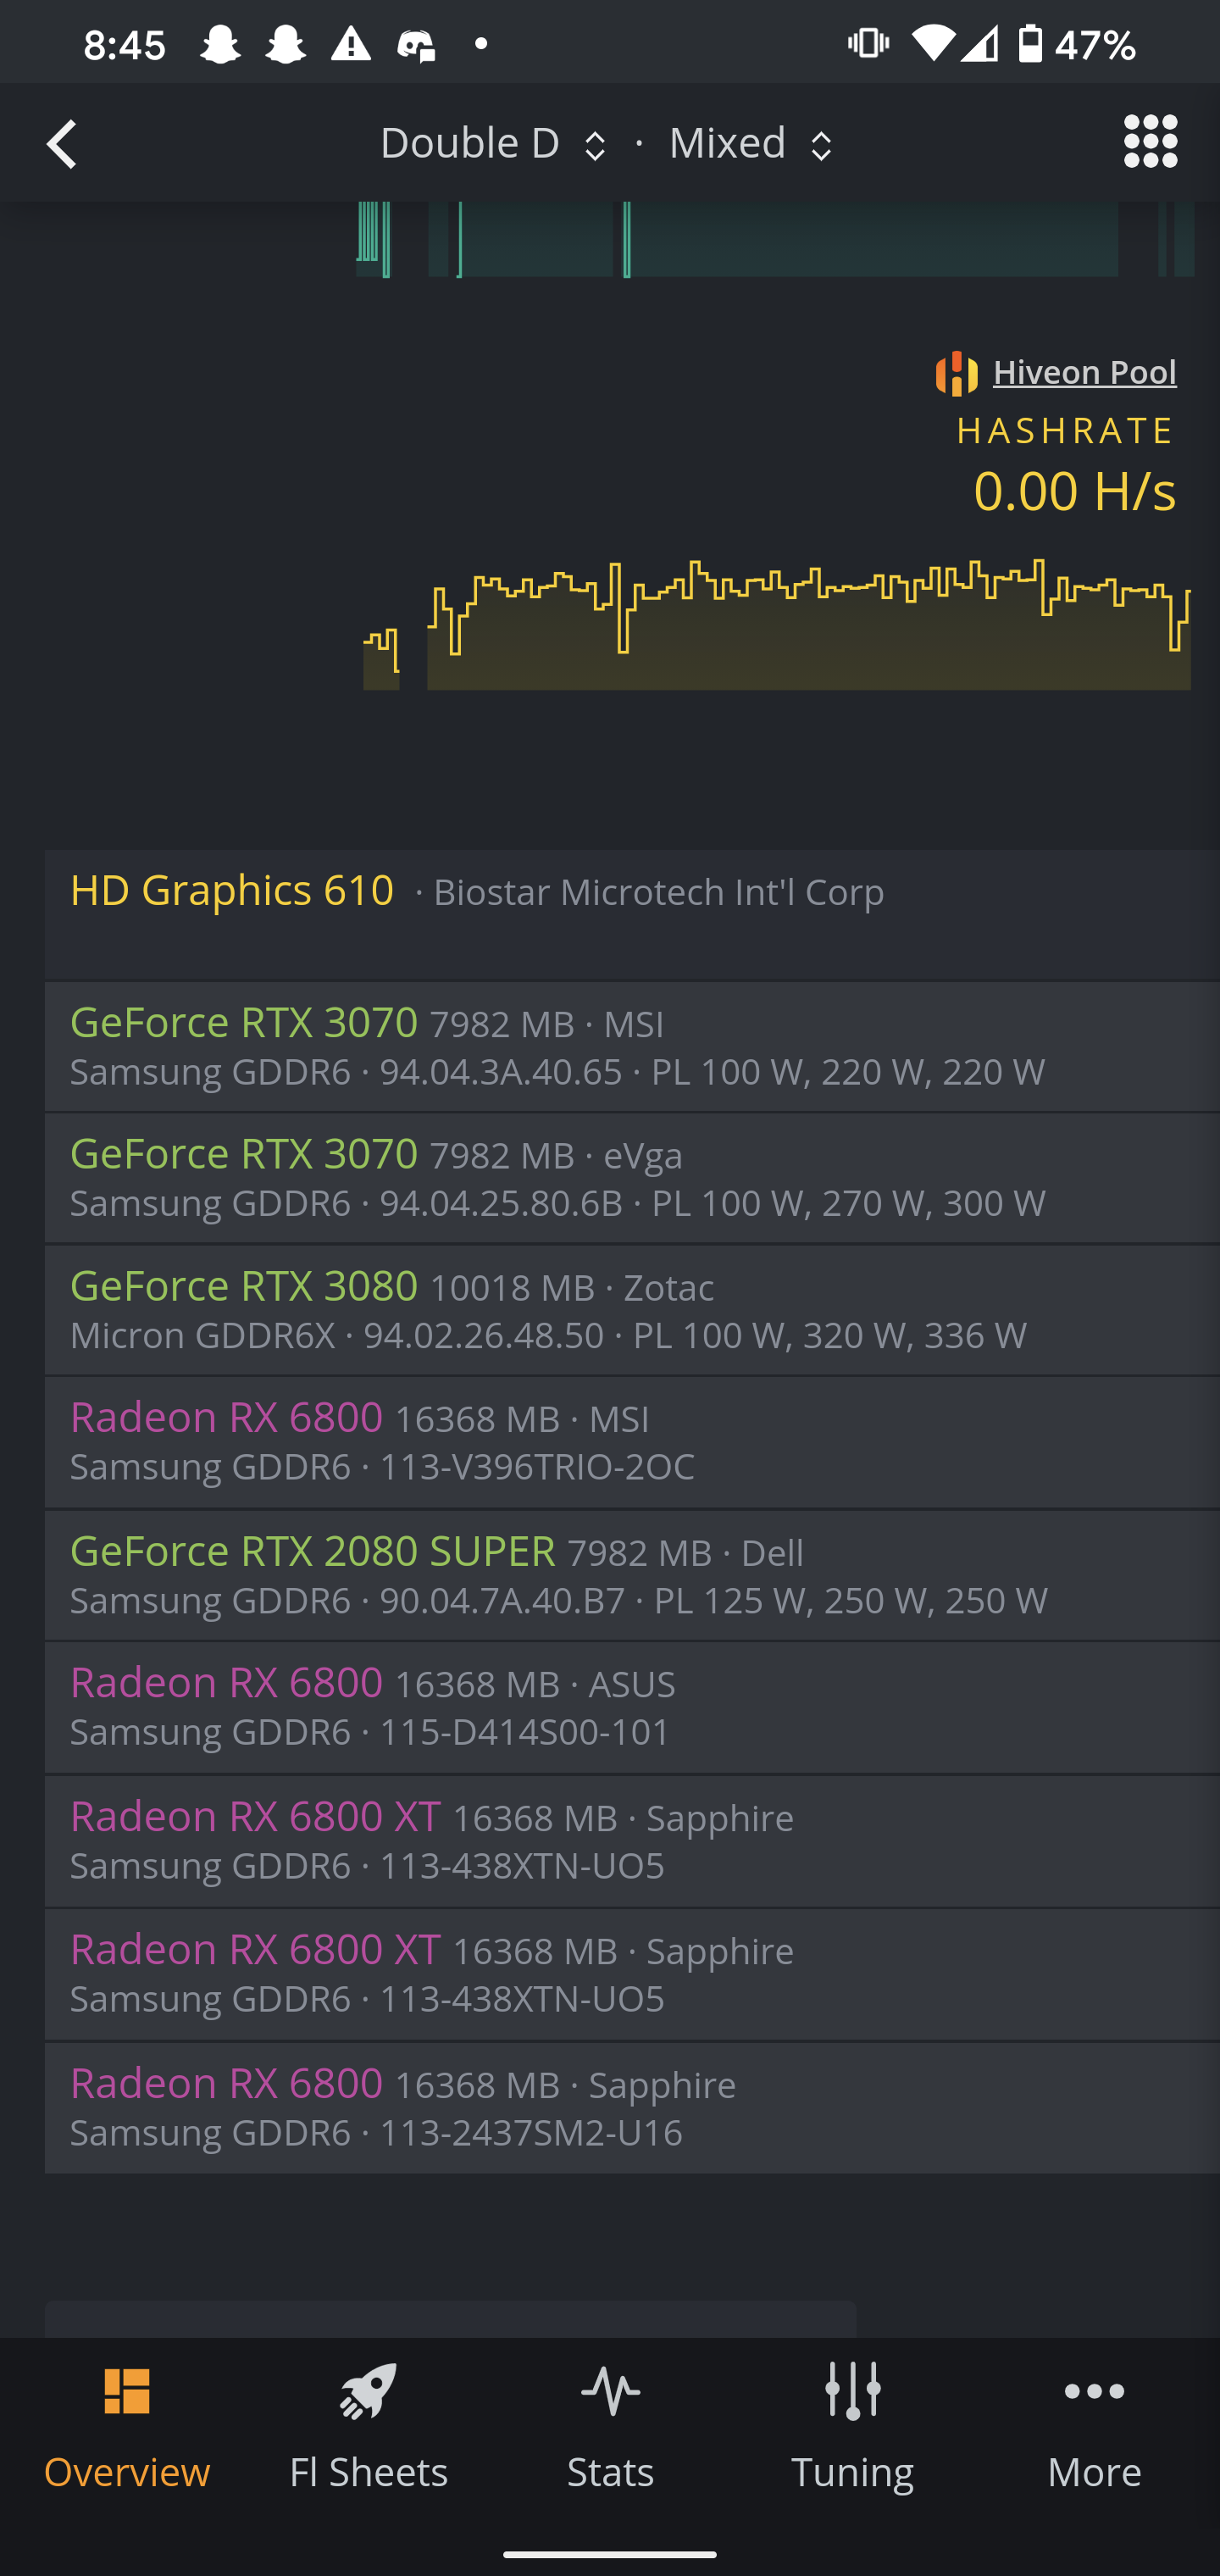 8:45 47%
Double D · Mixed
Hiveon Pool
HASHRATE
0.00 H/s
HD Graphics 610 · Biostar Microtech Int'l Corp
GeForce RTX 3070 7982 MB · MSI
Samsung GDDR6 · 94.04.3A.40.65 · PL 100 W, 220 W, 220 W
GeForce RTX 3070 7982 MB · eVga
Samsung GDDR6 · 94.04.25.80.6B · PL 100 W, 270 W, 300 W
GeForce RTX 3080 10018 MB · Zotac
Micron GDDR6X · 94.02.26.48.50 · PL 100 W, 320 W, 336 W
Radeon RX 6800 16368 MB · MSI
Samsung GDDR6 · 113-V396TRIO-2OC
GeForce RTX 2080 SUPER 7982 MB · Dell
Samsung GDDR6 · 90.04.7A.40.B7 · PL 125 W, 250 W, 250 W
Radeon RX 6800 16368 MB · ASUS
Samsung GDDR6 · 115-D414S00-101
Radeon RX 6800 XT 16368 MB · Sapphire
Samsung GDDR6 · 113-438XTN-UO5
Radeon RX 6800 XT 16368 MB · Sapphire
Samsung GDDR6 · 113-438XTN-UO5
Radeon RX 6800 16368 MB · Sapphire
Samsung GDDR6 · 113-2437SM2-U16
Overview Fl Sheets Stats Tuning More